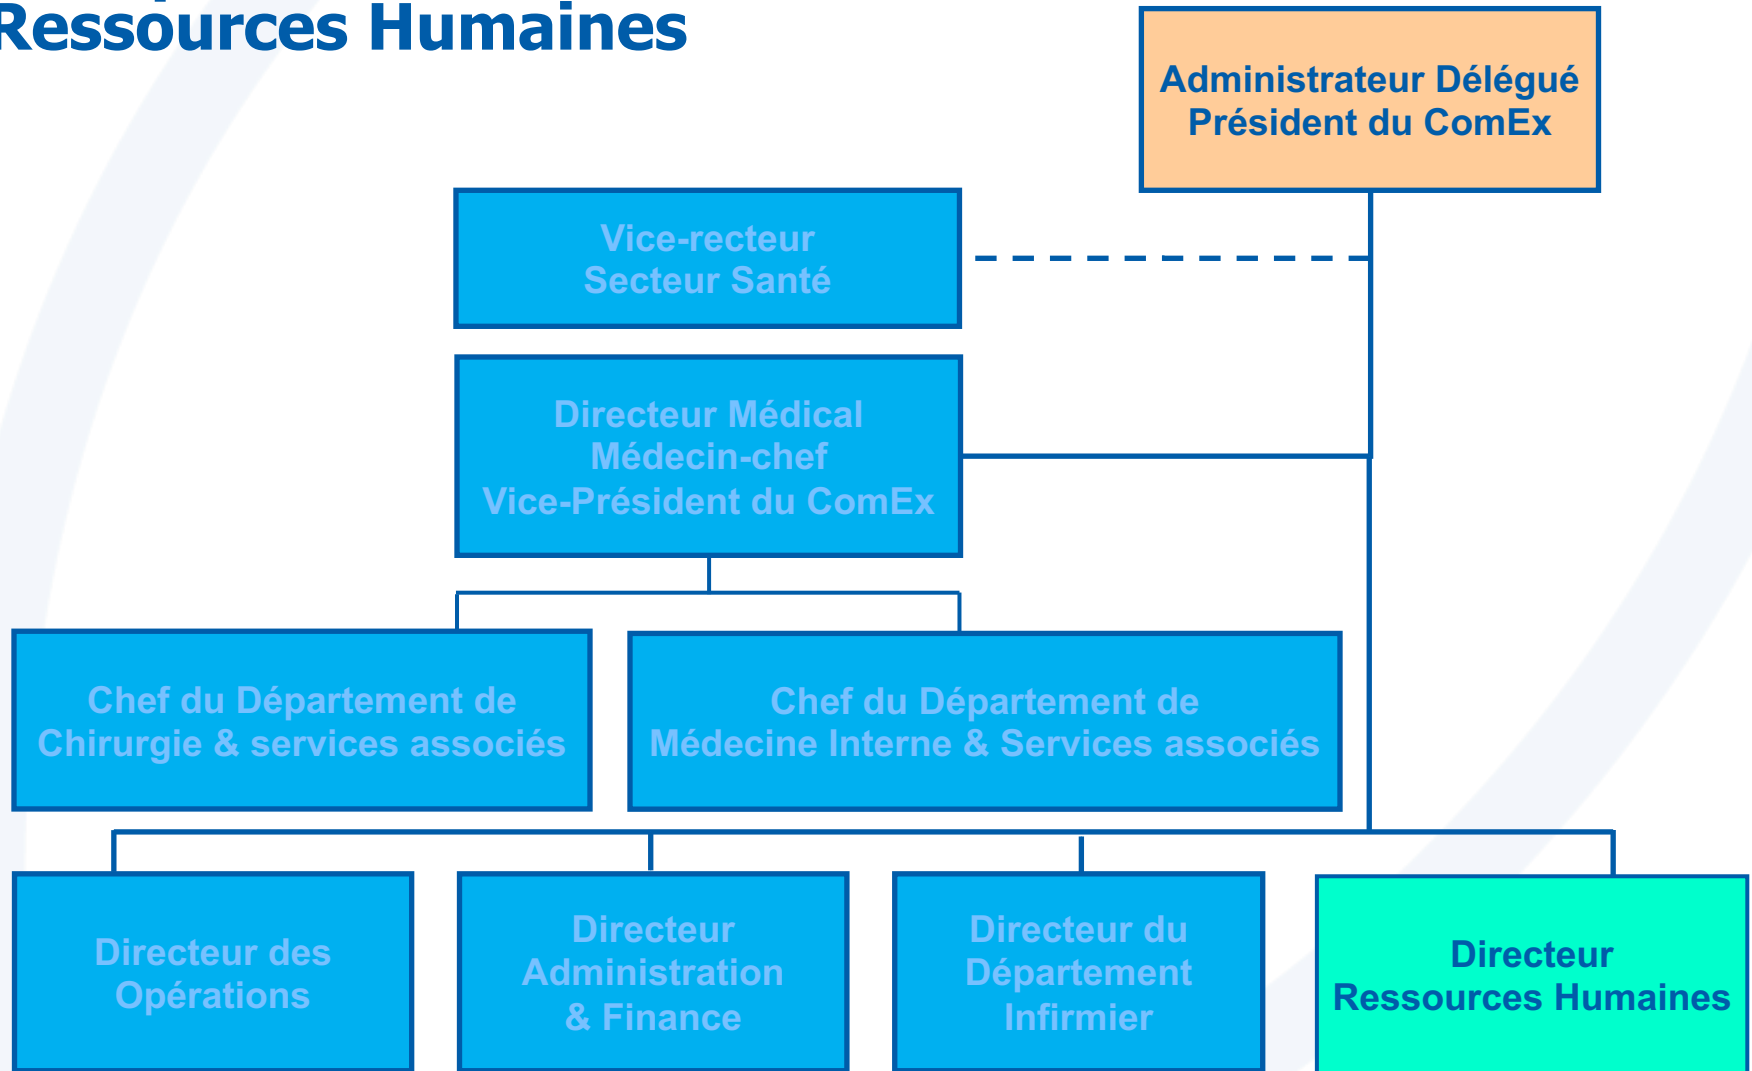 Ressources Humaines
Administrateur Délégué
Président du ComEx
Vice-recteur
Secteur Santé
Directeur Médical
Médecin-chef
Vice-Président du ComEx
Chef du Département de
Chirurgie & services associés
Chef du Département de
Médecine Interne & Services associés
Directeur des
Opérations
Directeur
Administration
& Finance
Directeur du
Département
Infirmier
Directeur
Ressources Humaines